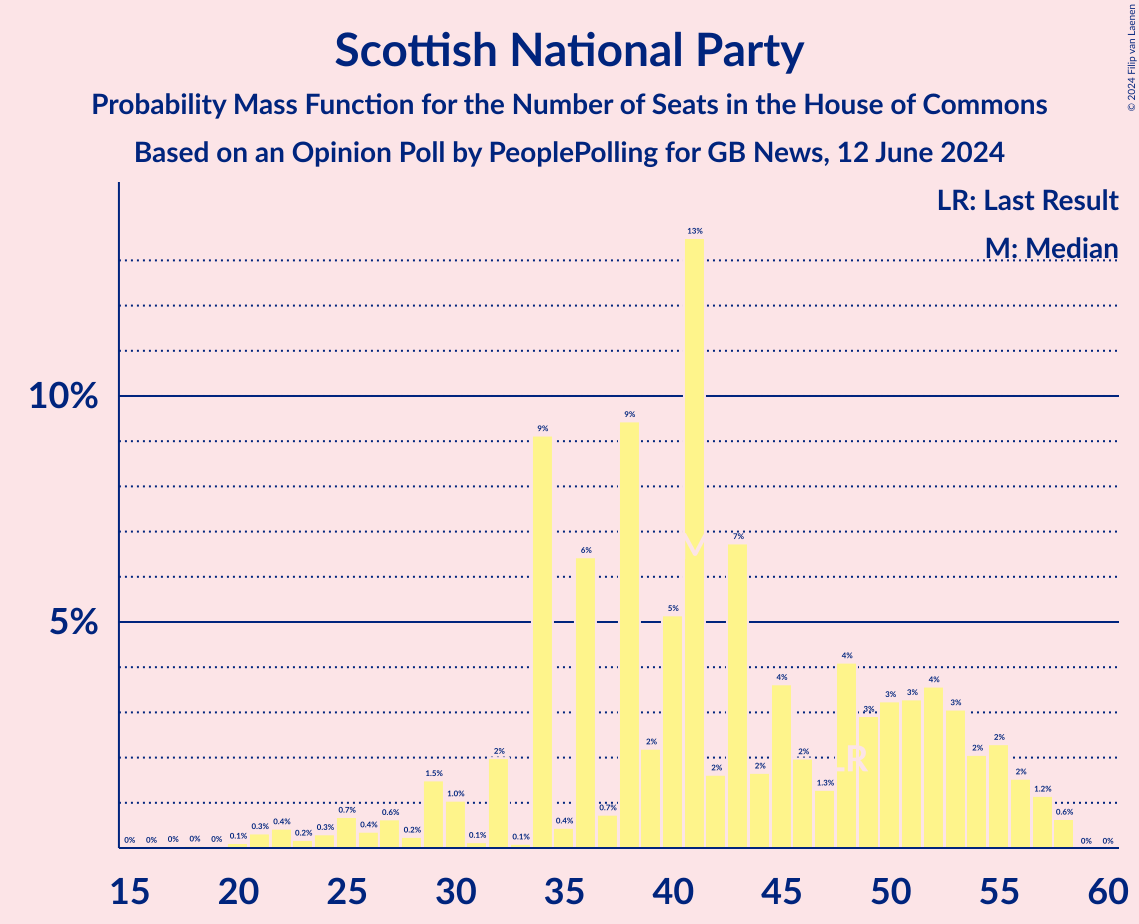 Scottish National Party
Probability Mass Function for the Number of Seats in the House of Commons
Based on an Opinion Poll by PeoplePolling for GB News, 12 June 2024
© 2024 Filip van Laenen
LR: Last Result
M: Median
10%
5%
0% 0% 0% 0% 0% 0.1% 0.3% 0.4% 0.2% 0.3% 0.7% 0.4% 0.6% 0.2% 1.5% 1.0% 0.1% 2% 0.1% 9% 0.4% 6% 0.7% 9% 2% 5% 13% 2% 7% 2% 4% 2% 1.3% 4% 3% 3% 3% 4% 3% 2% 2% 2% 1.2% 0.6% 0% 0%
M
LR
15 20 25 30 35 40 45 50 55 60